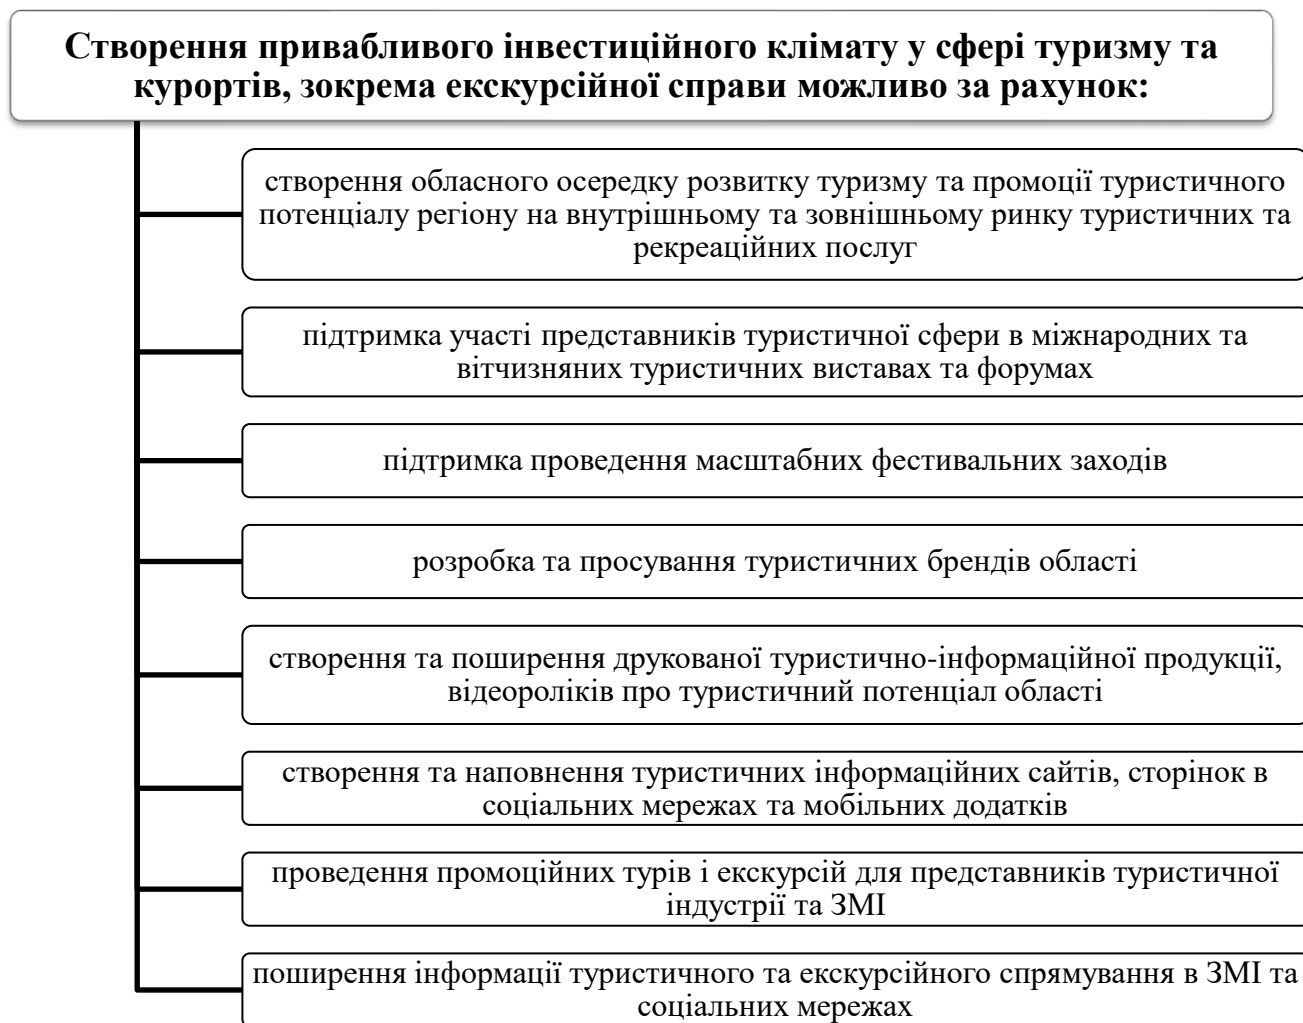 Створення привабливого інвестиційного клімату у сфері туризму та
курортів, зокрема екскурсійної справи можливо за рахунок:
створення обласного осередку розвитку туризму та промоції туристичного
потенціалу регіону на внутрішньому та зовнішньому ринку туристичних та
рекреаційних послуг
підтримка участі представників туристичної сфери в міжнародних та
вітчизняних туристичних виставах та форумах
підтримка проведення масштабних фестивальних заходів
розробка та просування туристичних брендів області
створення та поширення друкованої туристично-інформаційної продукції,
відеороліків про туристичний потенціал області
створення та наповнення туристичних інформаційних сайтів, сторінок в
соціальних мережах та мобільних додатків
проведення промоційних турів і екскурсій для представників туристичної
індустрії та ЗМІ
поширення інформації туристичного та екскурсійного спрямування в ЗМІ та
соціальних мережах